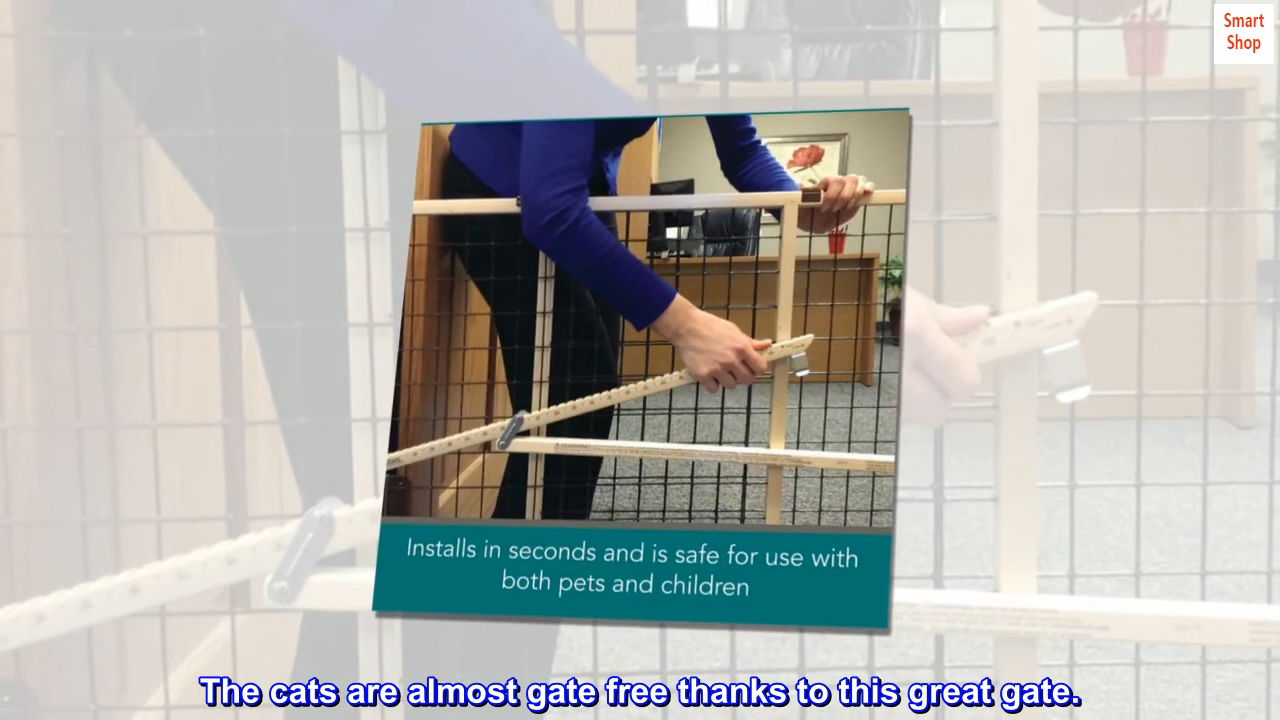 Smart
Shop
Installs in seconds and is safe for use with
both pets and children
The cats are almost gate free thanks to this great gate.